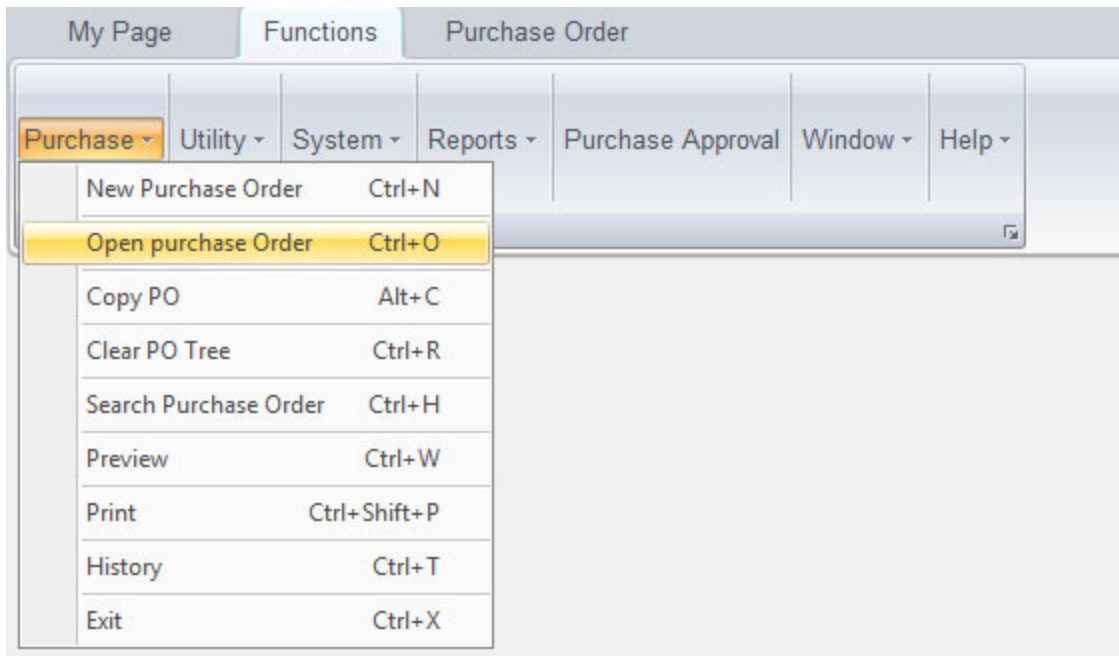 My Page Functions Purchase Order
Purchase Utility System Reports Purchase Approval Window Help
New Purchase Order Ctrl+N
Open purchase Order Ctrl+O
Copy PO Alt+C
Clear PO Tree Ctrl+R
Search Purchase Order Ctrl+H
Preview Ctrl+W
Print Ctrl+Shift+P
History Ctrl+T
Exit Ctrl+X